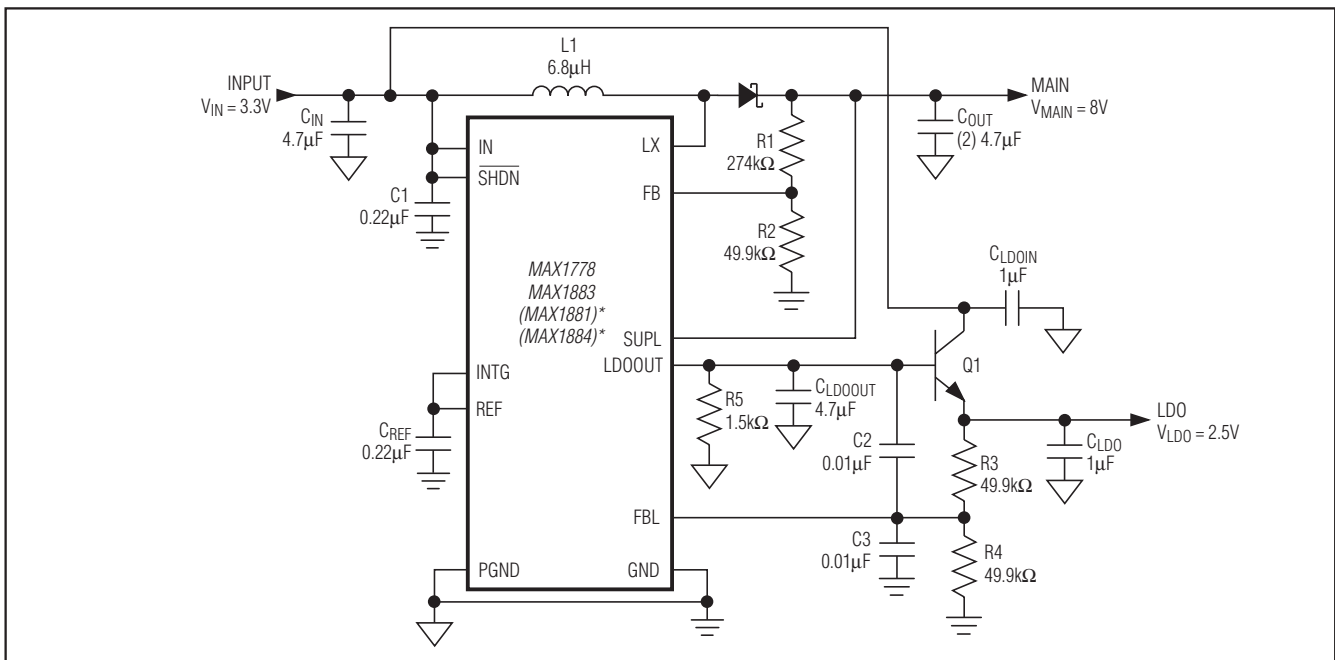 L1
6.8µH
INPUT
V_IN = 3.3V
C_IN
4.7µF
MAIN
V_MAIN = 8V
C_OUT
(2) 4.7µF
IN
SHDN
LX
FB
R1
274kΩ
C1
0.22µF
R2
49.9kΩ
MAX1778
MAX1883
(MAX1881)*
(MAX1884)*
C_LDOIN
1µF
SUPL
LDOOUT
Q1
INTG
REF
R5
1.5kΩ
C_LDOOUT
4.7µF
LDO
V_LDO = 2.5V
C_REF
0.22µF
C2
0.01µF
R3
49.9kΩ
C_LDO
1µF
FBL
C3
0.01µF
R4
49.9kΩ
PGND
GND